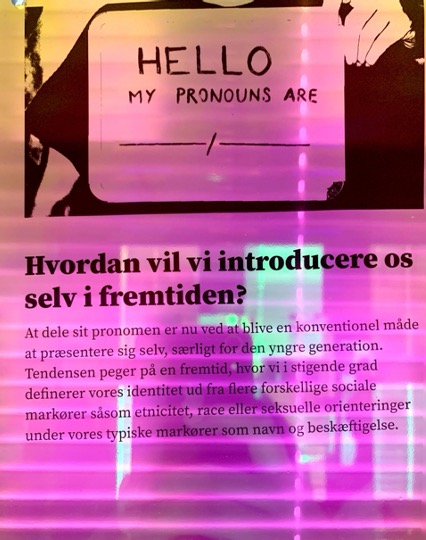 HELLO
MY PRONOUNS ARE
/
Hvordan vil vi introducere os
selv i fremtiden?
At dele sit pronomen er nu ved at blive en konventionel måde
at præsentere sig selv, særligt for den yngre generation.
Tendensen peger på en fremtid, hvor vi i stigende grad
definerer vores identitet ud fra flere forskellige sociale
markører såsom etnicitet, race eller seksuelle orienteringer
under vores typiske markører som navn og beskæftigelse.